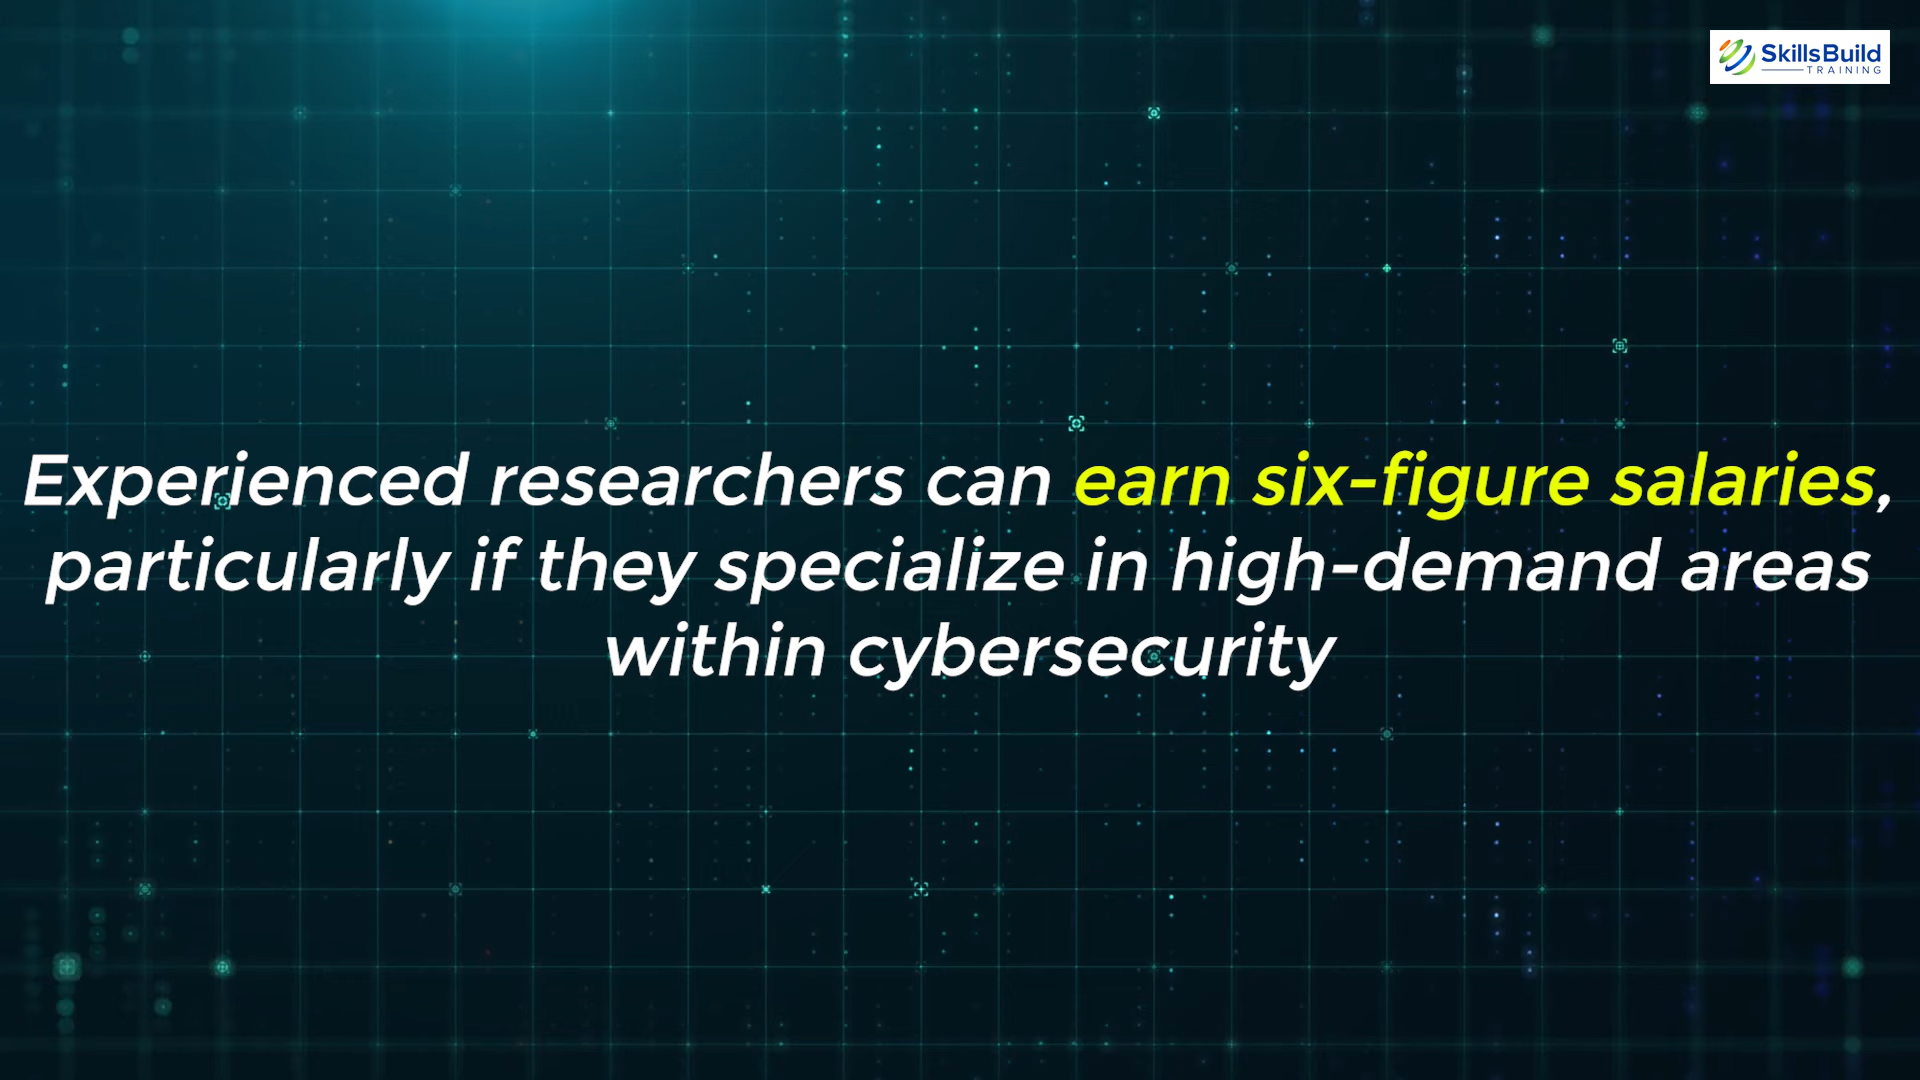 SkillsBuild
TRAINING
Experienced researchers can earn six-figure salaries,
particularly if they specialize in high-demand areas
within cybersecurity